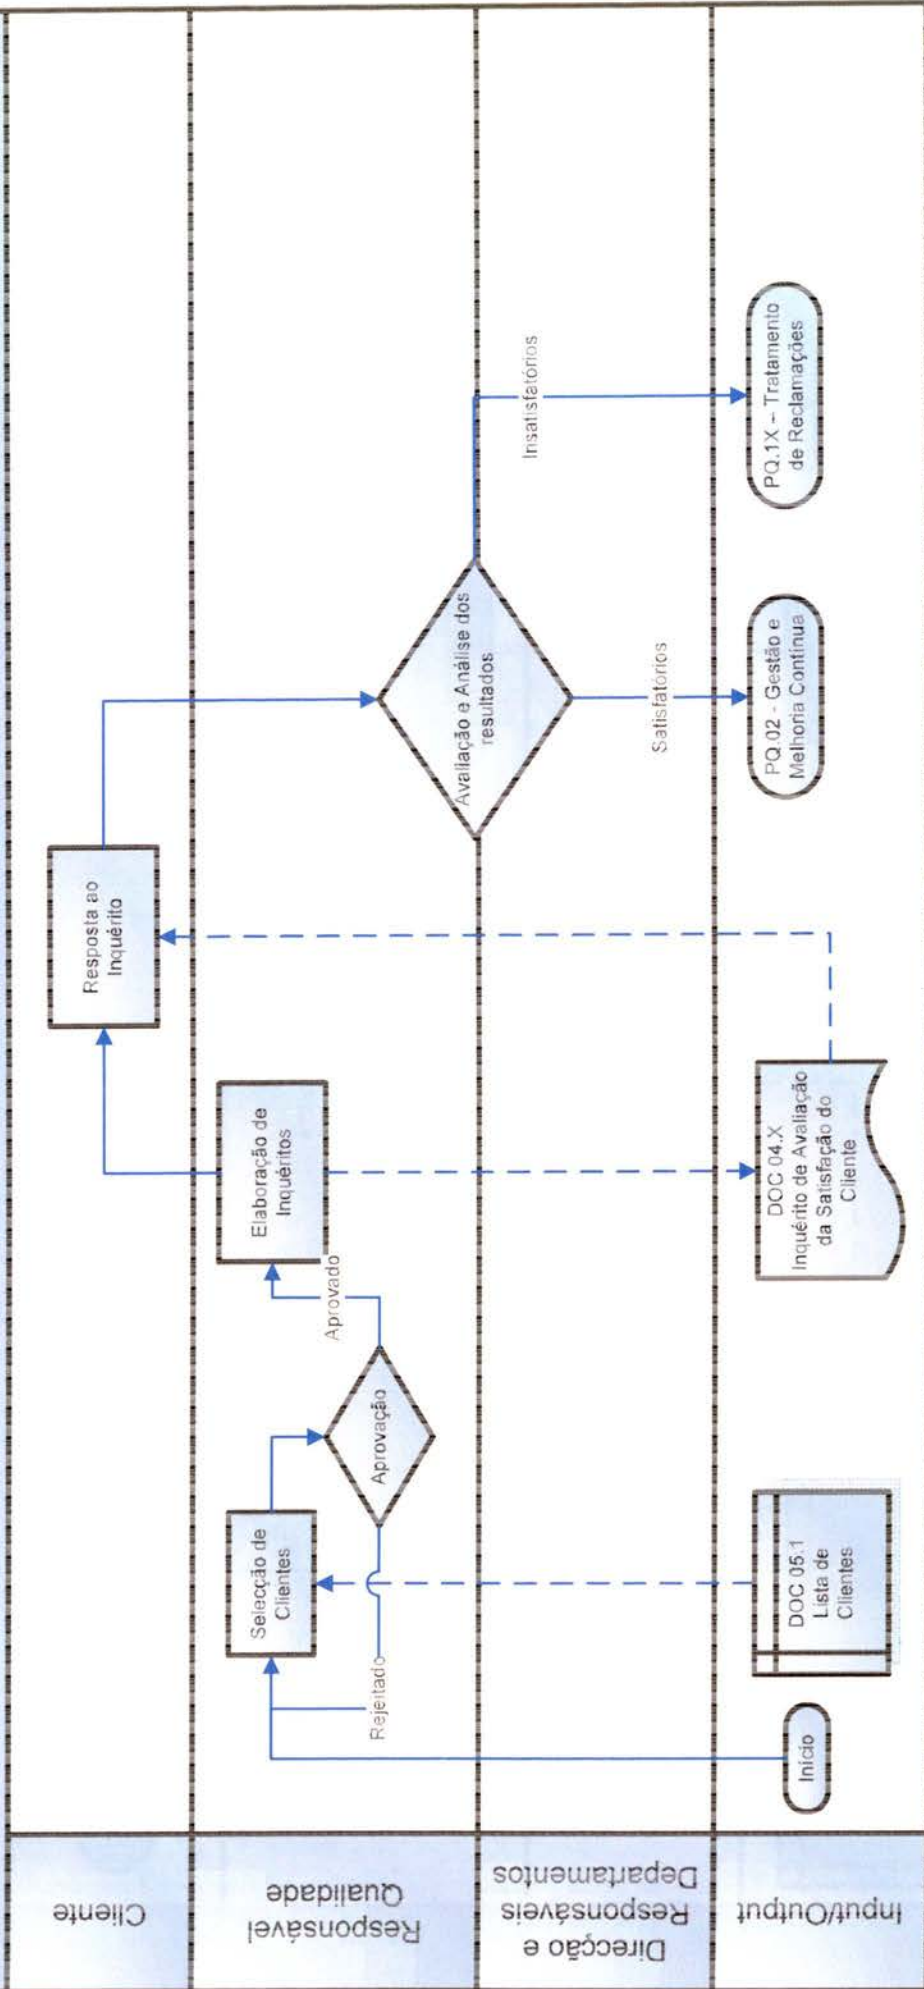 Cliente
Responsável
Qualidade
Direcção e
Responsáveis
Departamentos
Input/Output
Resposta ao
Inquérito
Selecção de
Clientes
Aprovação
Rejeitado
Aprovado
Elaboração de
Inquéritos
Avaliação e Análise dos
resultados
Insatisfatórios
Satisfatórios
Início
DOC 05.1
Lista de
Clientes
DOC 04.X
Inquérito de Avaliação
da Satisfação do
Cliente
PQ.02 - Gestão e
Melhoria Contínua
PQ.1X – Tratamento
de Reclamações